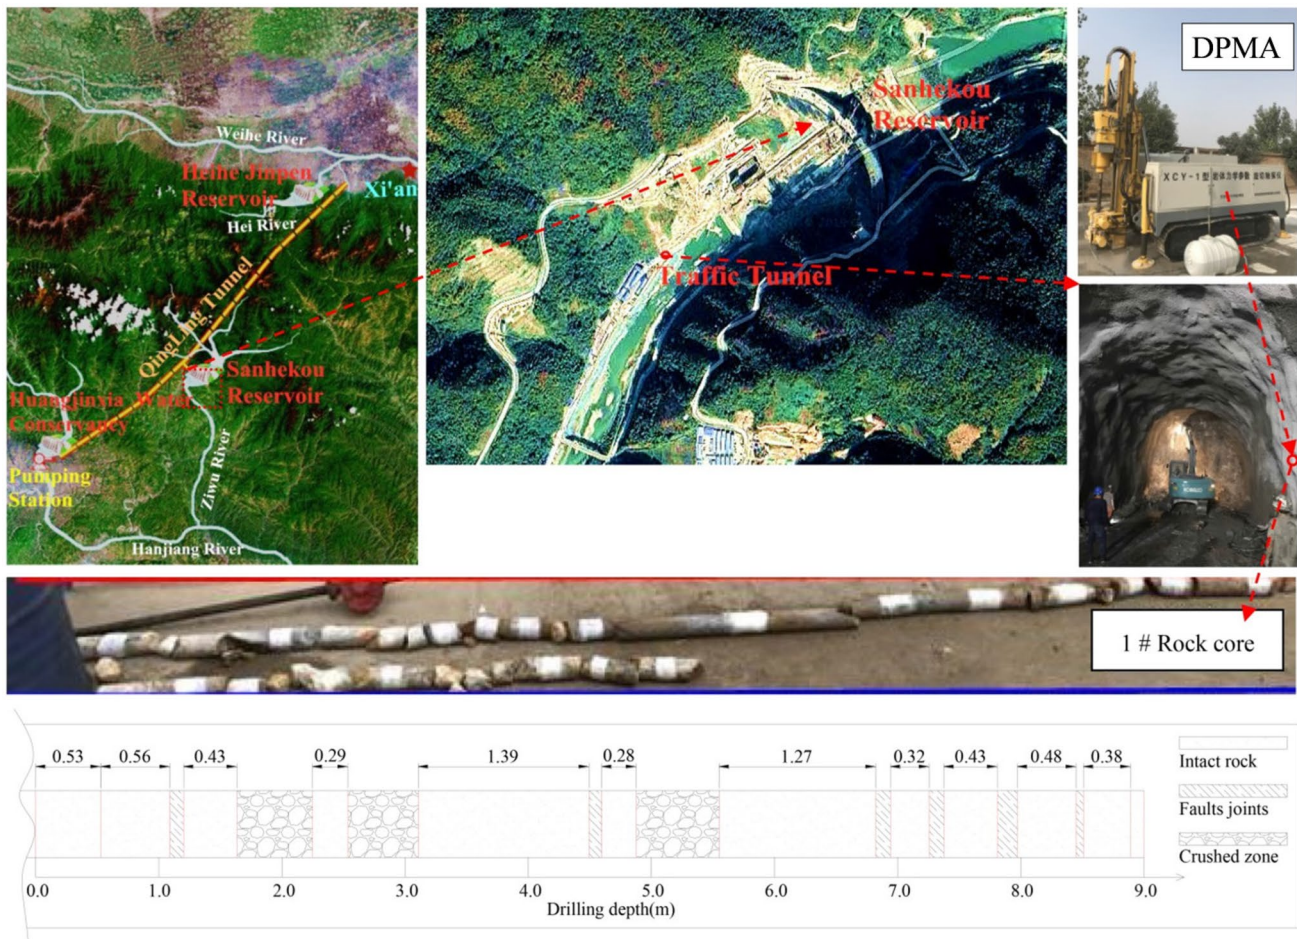 Weihe River
Heihe Jinpen
Reservoir
Xi'an
Hei River
QingLing Tunnel
Sanhekou
Reservoir
Huangjinxia Water
Conservancy
Pumping
Station
Ziwu River
Hanjiang River
Sanhekou
Reservoir
Traffic Tunnel
DPMA
XCY-1型
1 # Rock core
0.53 0.56 0.43 0.29 1.39 0.28 1.27 0.32 0.43 0.48 0.38
Intact rock
Faults joints
Crushed zone
0.0 1.0 2.0 3.0 4.0 5.0 6.0 7.0 8.0 9.0
Drilling depth(m)